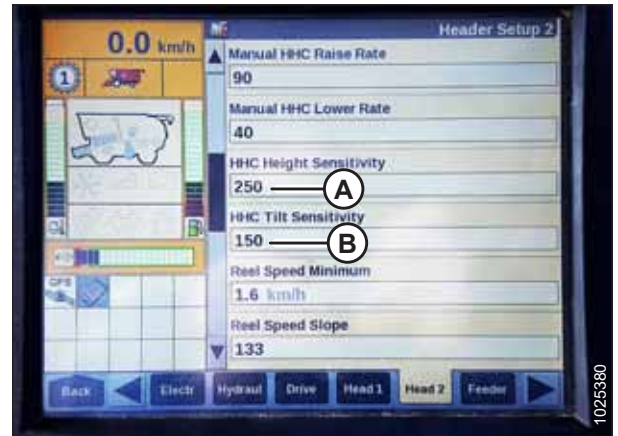 0.0 km/h
Header Setup 2
1
Manual HHC Raise Rate
90
Manual HHC Lower Rate
40
HHC Height Sensitivity
250
A
HHC Tilt Sensitivity
150
B
Reel Speed Minimum
1.6 km/h
Reel Speed Slope
133
GPS
Back
Electr
Hydraul
Drive
Head 1
Head 2
Feeder
1025380